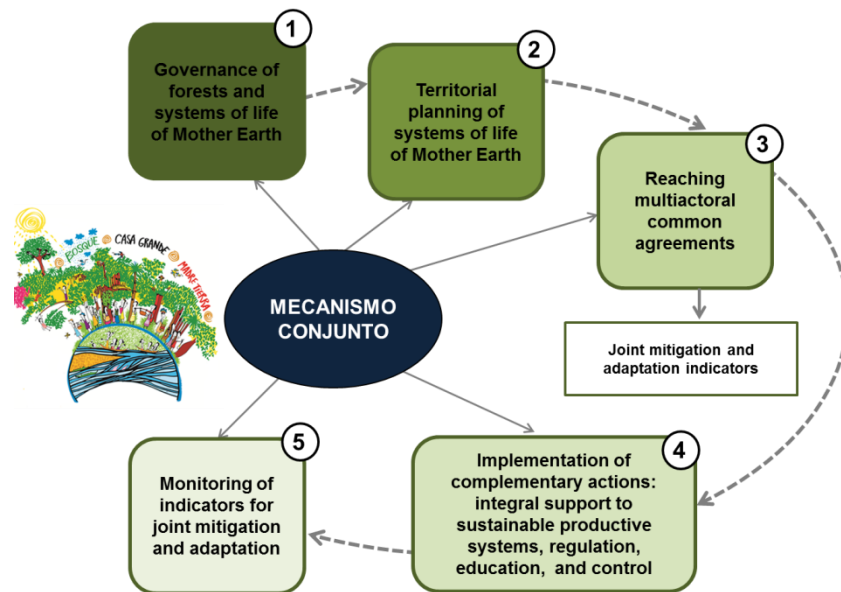 1
Governance of
forests and
systems of life
of Mother Earth
2
Territorial
planning of
systems of life
of Mother Earth
3
Reaching
multiactoral
common
agreements
Joint mitigation and
adaptation indicators
BOSQUE CASA GRANDE MADRE TIERRA
MECANISMO
CONJUNTO
4
Implementation of
complementary actions:
integral support to
sustainable productive
systems, regulation,
education, and control
5
Monitoring of
indicators for
joint mitigation
and adaptation